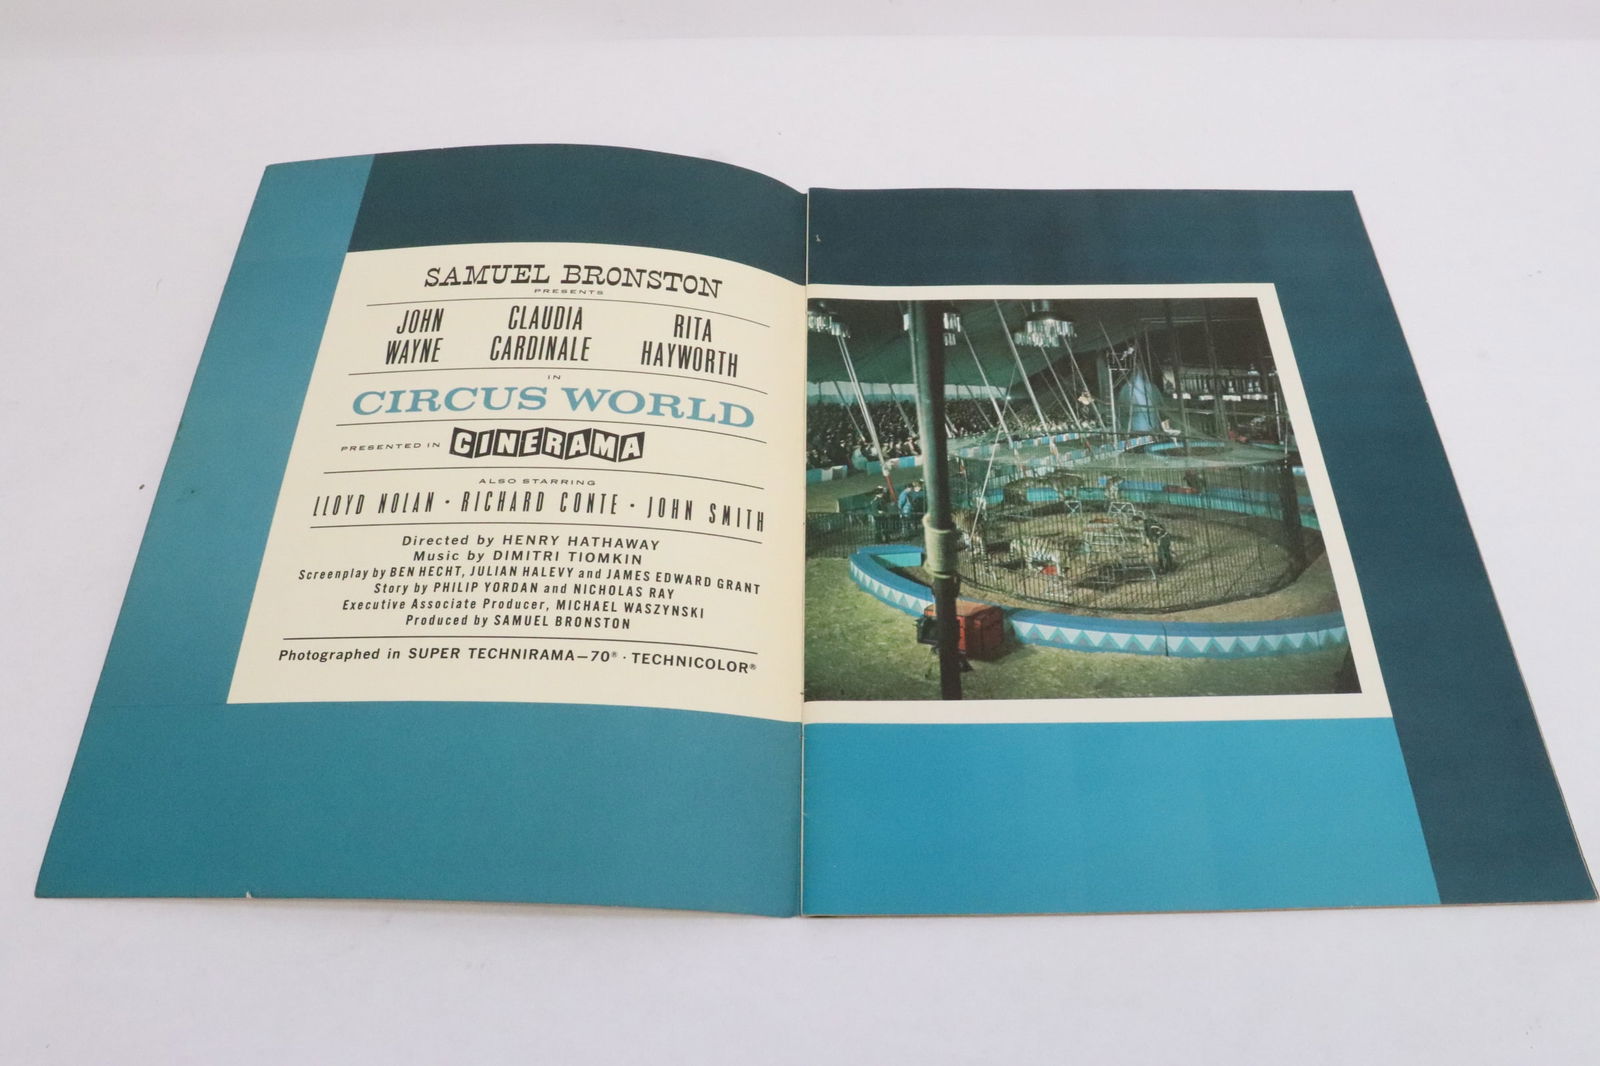 SAMUEL BRONSTON
PRESENTS
JOHN WAYNE
CLAUDIA CARDINALE
RITA HAYWORTH
IN
CIRCUS WORLD
PRESENTED IN CINERAMA
ALSO STARRING
LLOYD NOLAN · RICHARD CONTE · JOHN SMITH
Directed by HENRY HATHAWAY
Music by DIMITRI TIOMKIN
Screenplay by BEN HECHT, JULIAN HALEVY and JAMES EDWARD GRANT
Story by PHILIP YORDAN and NICHOLAS RAY
Executive Associate Producer, MICHAEL WASZYNSKI
Produced by SAMUEL BRONSTON
Photographed in SUPER TECHNIRAMA—70® · TECHNICOLOR®